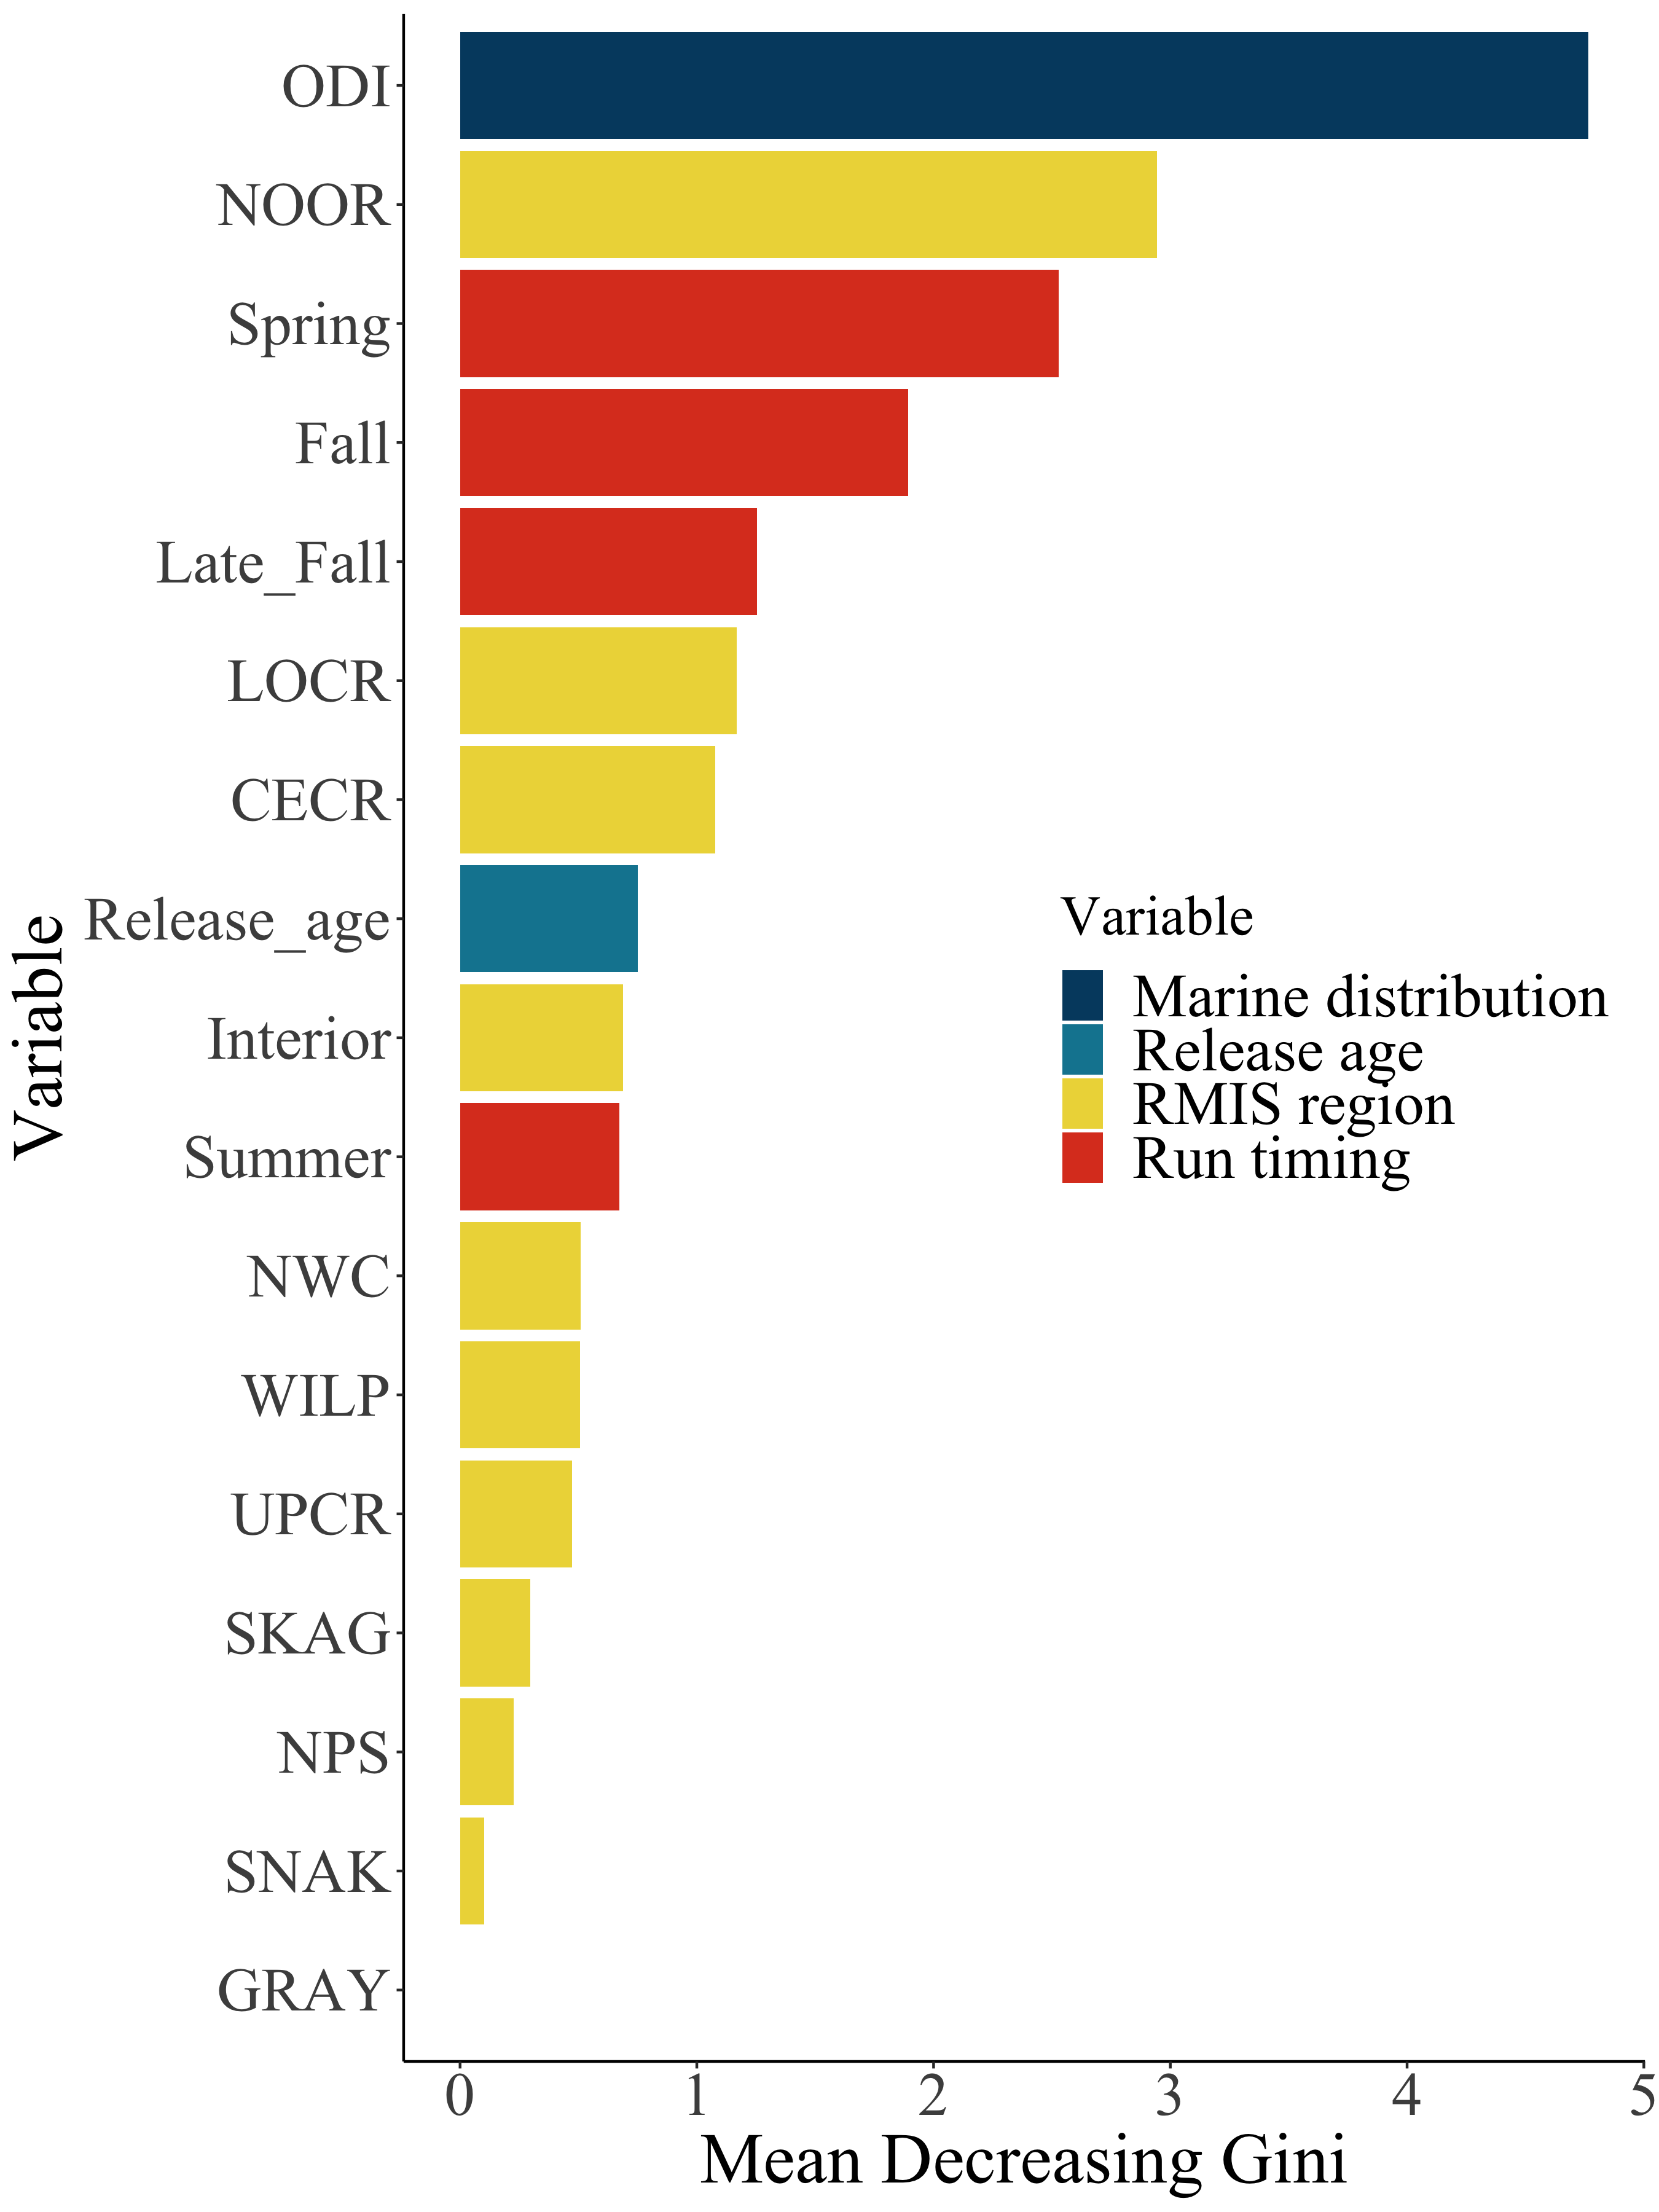 ODI
NOOR
Spring
Fall
Late_Fall
LOCR
CECR
Release_age
Interior
Summer
NWC
WILP
UPCR
SKAG
NPS
SNAK
GRAY
Variable
Variable
Marine distribution
Release age
RMIS region
Run timing
0 1 2 3 4 5
Mean Decreasing Gini